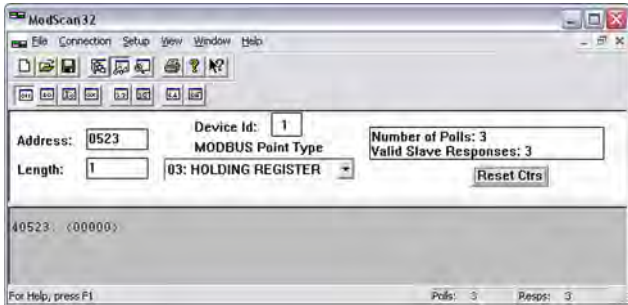 ModScan32
File Connection Setup View Window Help
Address: 0523
Device Id: 1
MODBUS Point Type
Length: 1
03: HOLDING REGISTER
Number of Polls: 3
Valid Slave Responses: 3
Reset Ctrs
40523: <00000>
For Help, press F1
Polls: 3 Resps: 3